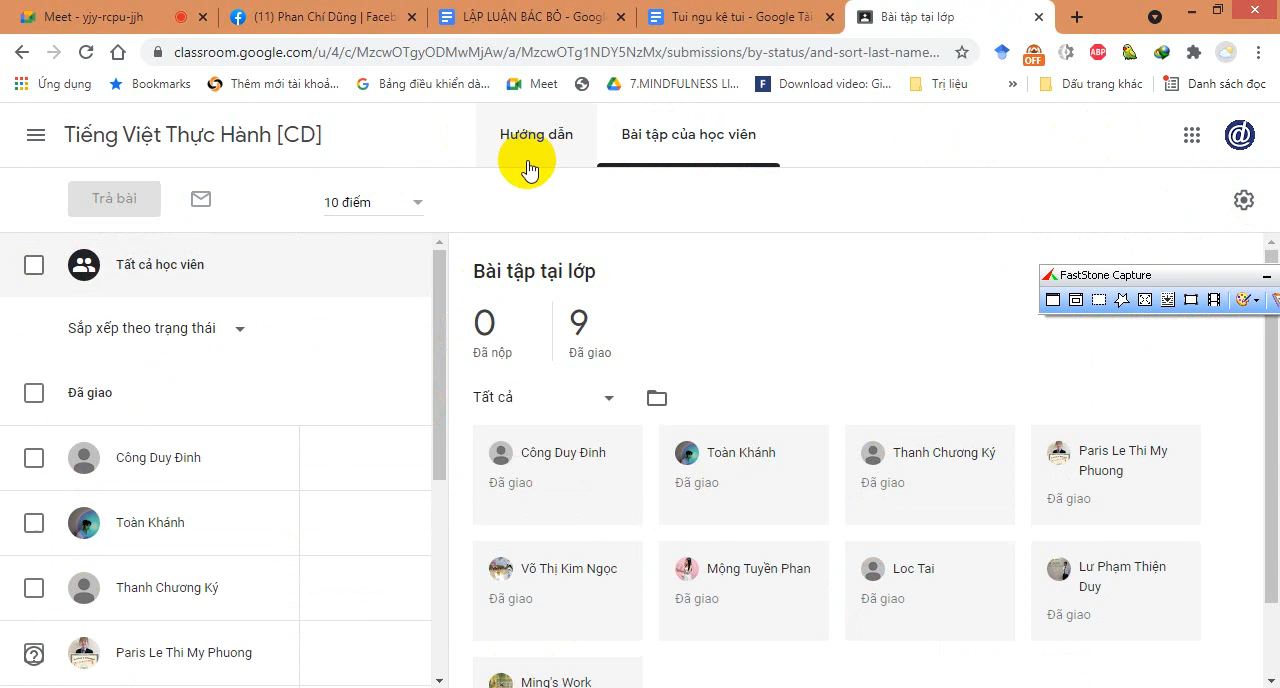 Meet - yjy-rcpu-jjh
(11) Phan Chí Dũng | Faceb
LẬP LUẬN BÁC BỎ - Googl
Tui ngu kệ tui - Google Tài
Bài tập tại lớp
classroom.google.com/u/4/c/MzcwOTgyODMwMjAw/a/MzcwOTg1NDY5NzMx/submissions/by-status/and-sort-last-name...
OFF
ABP
Ứng dụng
Bookmarks
Thêm mới tài khoả...
Bảng điều khiển nà...
Meet
7.MINDFULNESS LI...
Download video: Gi...
Trị liệu
»
Dấu trang khác
Danh sách đọc
Tiếng Việt Thực Hành [CD]
Hướng dẫn
Bài tập của học viên
Trả bài
10 điểm
Tất cả học viên
Sắp xếp theo trạng thái
Đã giao
Công Duy Đinh
Toàn Khánh
Thanh Chương Ký
Paris Le Thi My Phuong
Bài tập tại lớp
0
Đã nộp
9
Đã giao
Tất cả
Công Duy Đinh
Đã giao
Toàn Khánh
Đã giao
Thanh Chương Ký
Đã giao
Paris Le Thi My
Phuong
Đã giao
Võ Thị Kim Ngọc
Đã giao
Mộng Tuyền Phan
Đã giao
Loc Tai
Đã giao
Lư Phạm Thiện
Duy
Đã giao
Ming's Work
FastStone Capture